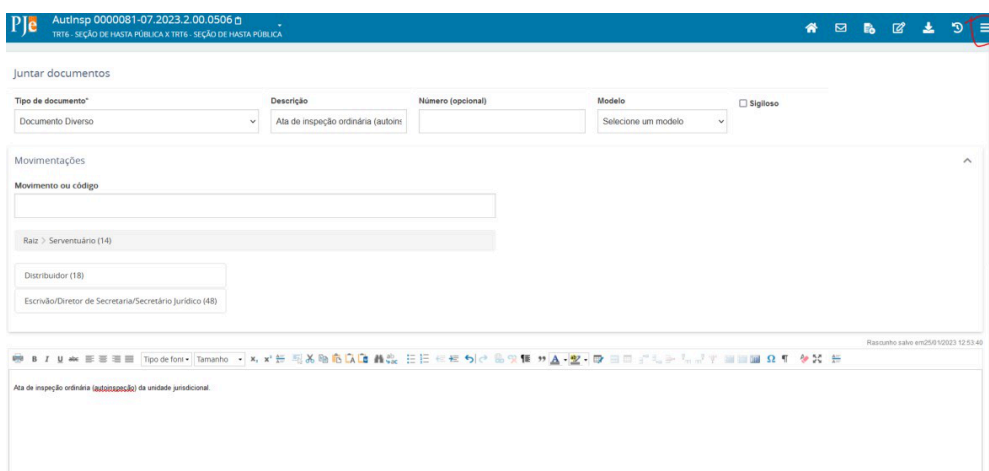 PJe AutInsp 0000081-07.2023.2.00.0506
TRT6 - SEÇÃO DE HASTA PÚBLICA X TRT6 - SEÇÃO DE HASTA PÚBLICA
Juntar documentos
Tipo de documento* Descrição Número (opcional) Modelo Sigiloso
Documento Diverso Ata de inspeção ordinária (autoins Selecione um modelo
Movimentações
Movimento ou código
Raiz > Serventuário (14)
Distribuidor (18)
Escrivão/Diretor de Secretaria/Secretário Jurídico (48)
Rascunho salvo em25/01/2023 12:53:40
B I U abc Tipo de font Tamanho x, x² A Ω ¶
Ata de inspeção ordinária (autoinspeção) da unidade jurisdicional.